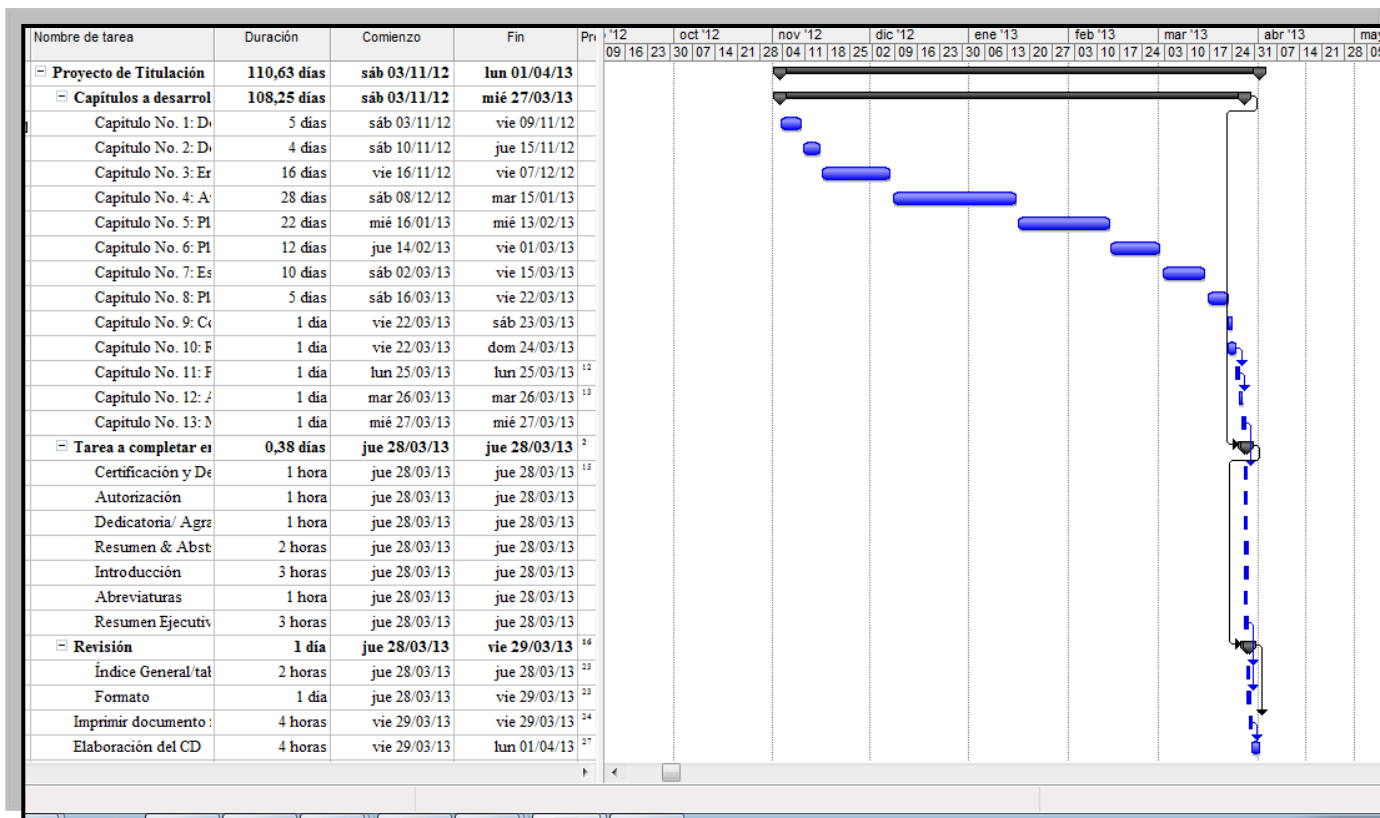 Nombre de tarea Duración Comienzo Fin Pre '12 oct '12 nov '12 dic '12 ene '13 feb '13 mar '13 abr '13 may
09 16 23 30 07 14 21 28 04 11 18 25 02 09 16 23 30 06 13 20 27 03 10 17 24 03 10 17 24 31 07 14 21 28 05
Proyecto de Titulación 110,63 días sáb 03/11/12 lun 01/04/13
Capítulos a desarrol 108,25 días sáb 03/11/12 mié 27/03/13
Capítulo No. 1: De 5 días sáb 03/11/12 vie 09/11/12
Capítulo No. 2: De 4 días sáb 10/11/12 jue 15/11/12
Capítulo No. 3: Er 16 días vie 16/11/12 vie 07/12/12
Capítulo No. 4: A 28 días sáb 08/12/12 mar 15/01/13
Capítulo No. 5: Pl 22 días mié 16/01/13 mié 13/02/13
Capítulo No. 6: Pl 12 días jue 14/02/13 vie 01/03/13
Capítulo No. 7: Es 10 días sáb 02/03/13 vie 15/03/13
Capítulo No. 8: Pl 5 días sáb 16/03/13 vie 22/03/13
Capítulo No. 9: Co 1 día vie 22/03/13 sáb 23/03/13
Capítulo No. 10: F 1 día vie 22/03/13 dom 24/03/13
Capítulo No. 11: F 1 día lun 25/03/13 lun 25/03/13 12
Capítulo No. 12: A 1 día mar 26/03/13 mar 26/03/13 13
Capítulo No. 13: N 1 día mié 27/03/13 mié 27/03/13
Tarea a completar en 0,38 días jue 28/03/13 jue 28/03/13 2
Certificación y De 1 hora jue 28/03/13 jue 28/03/13 15
Autorización 1 hora jue 28/03/13 jue 28/03/13
Dedicatoria/ Agra 1 hora jue 28/03/13 jue 28/03/13
Resumen & Abst 2 horas jue 28/03/13 jue 28/03/13
Introducción 3 horas jue 28/03/13 jue 28/03/13
Abreviaturas 1 hora jue 28/03/13 jue 28/03/13
Resumen Ejecutiv 3 horas jue 28/03/13 jue 28/03/13
Revisión 1 día jue 28/03/13 vie 29/03/13 16
Índice General/tal 2 horas jue 28/03/13 jue 28/03/13 23
Formato 1 día jue 28/03/13 vie 29/03/13 23
Imprimir documento 4 horas vie 29/03/13 vie 29/03/13 24
Elaboración del CD 4 horas vie 29/03/13 lun 01/04/13 27